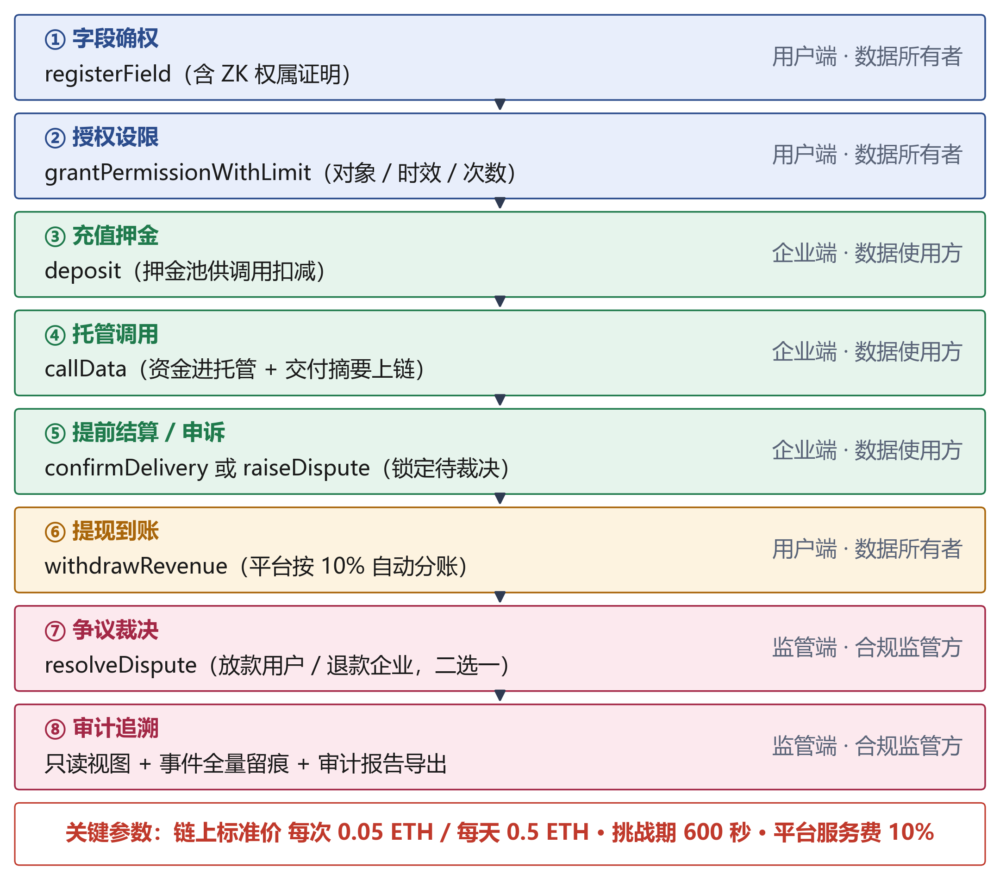 ① 字段确权
用户端 · 数据所有者
registerField（含 ZK 权属证明）
② 授权设限
用户端 · 数据所有者
grantPermissionWithLimit（对象 / 时效 / 次数）
③ 充值押金
企业端 · 数据使用方
deposit（押金池供调用扣减）
④ 托管调用
企业端 · 数据使用方
callData（资金进托管 + 交付摘要上链）
⑤ 提前结算 / 申诉
企业端 · 数据使用方
confirmDelivery 或 raiseDispute（锁定待裁决）
⑥ 提现到账
用户端 · 数据所有者
withdrawRevenue（平台按 10% 自动分账）
⑦ 争议裁决
监管端 · 合规监管方
resolveDispute（放款用户 / 退款企业，二选一）
⑧ 审计追溯
监管端 · 合规监管方
只读视图 + 事件全量留痕 + 审计报告导出
关键参数：链上标准价 每次 0.05 ETH / 每天 0.5 ETH • 挑战期 600 秒 • 平台服务费 10%